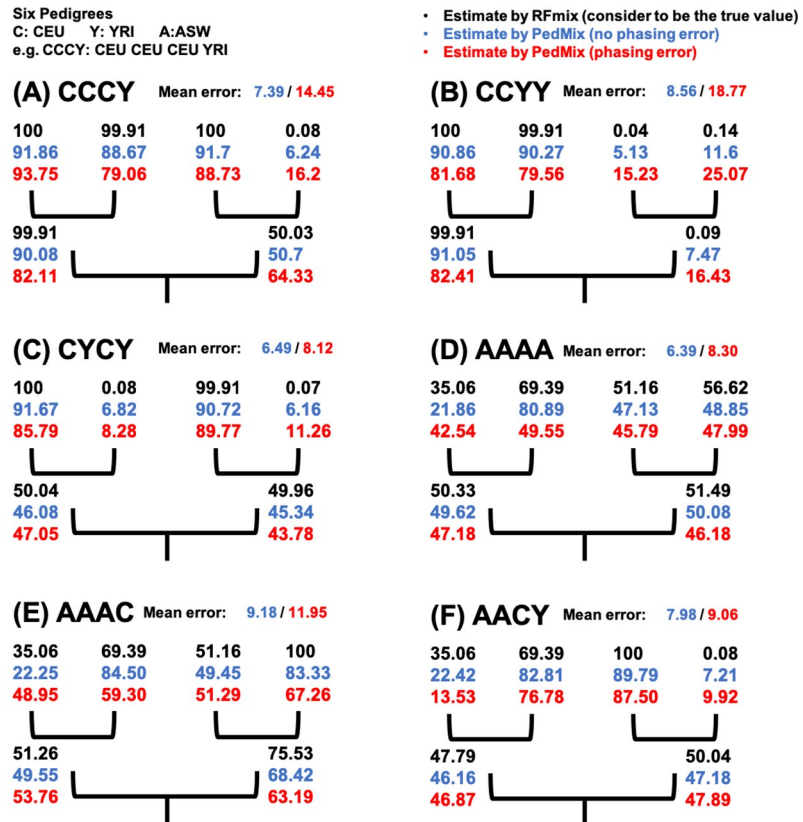 Six Pedigrees
C: CEU Y: YRI A:ASW
e.g. CCCY: CEU CEU CEU YRI
• Estimate by RFmix (consider to be the true value)
• Estimate by PedMix (no phasing error)
• Estimate by PedMix (phasing error)
(A) CCCY Mean error: 7.39 / 14.45
100 99.91 100 0.08
91.86 88.67 91.7 6.24
93.75 79.06 88.73 16.2
99.91 50.03
90.08 50.7
82.11 64.33
(B) CCYY Mean error: 8.56 / 18.77
100 99.91 0.04 0.14
90.86 90.27 5.13 11.6
81.68 79.56 15.23 25.07
99.91 0.09
91.05 7.47
82.41 16.43
(C) CYCY Mean error: 6.49 / 8.12
100 0.08 99.91 0.07
91.67 6.82 90.72 6.16
85.79 8.28 89.77 11.26
50.04 49.96
46.08 45.34
47.05 43.78
(D) AAAA Mean error: 6.39 / 8.30
35.06 69.39 51.16 56.62
21.86 80.89 47.13 48.85
42.54 49.55 45.79 47.99
50.33 51.49
49.62 50.08
47.18 46.18
(E) AAAC Mean error: 9.18 / 11.95
35.06 69.39 51.16 100
22.25 84.50 49.45 83.33
48.95 59.30 51.29 67.26
51.26 75.53
49.55 68.42
53.76 63.19
(F) AACY Mean error: 7.98 / 9.06
35.06 69.39 100 0.08
22.42 82.81 89.79 7.21
13.53 76.78 87.50 9.92
47.79 50.04
46.16 47.18
46.87 47.89